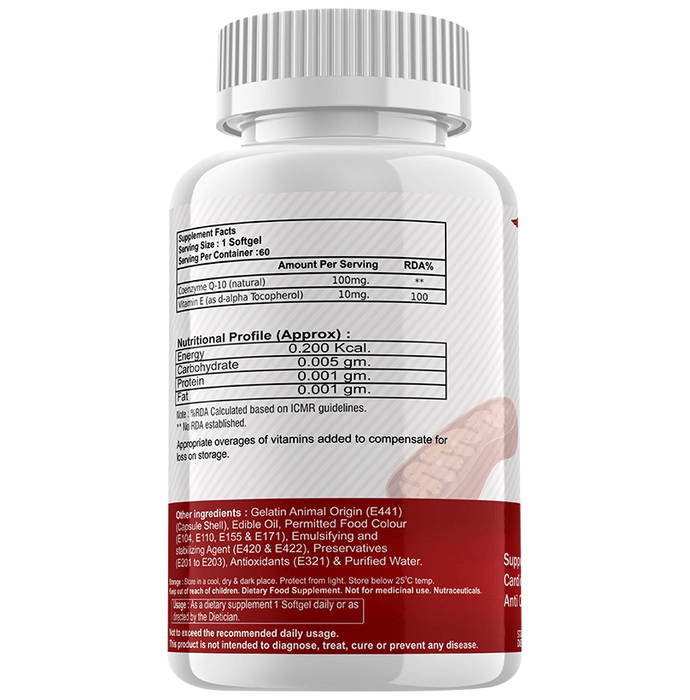 Supplement Facts
Serving Size : 1 Softgel
Serving Per Container :60
Amount Per Serving RDA%
Coenzyme Q-10 (natural) 100mg. **
Vitamin E (as d-alpha Tocopherol) 10mg. 100
Nutritional Profile (Approx) :
Energy 0.200 Kcal.
Carbohydrate 0.005 gm.
Protein 0.001 gm.
Fat 0.001 gm.
Note : %RDA Calculated based on ICMR guidelines.
** No RDA established.
Appropriate overages of vitamins added to compensate for
loss on storage.
Other ingredients : Gelatin Animal Origin (E441)
(Capsule Shell), Edible Oil, Permitted Food Colour
(E104, E110, E155 & E171), Emulsifying and
stabilizing Agent (E420 & E422), Preservatives
(E201 to E203), Antioxidants (E321) & Purified Water.
Storage : Store in a cool, dry & dark place. Protect from light. Store below 25°C temp.
Keep out of reach of children. Dietary Food Supplement. Not for medicinal use. Nutraceuticals.
Usage : As a dietary supplement 1 Softgel daily or as
directed by the Dietician.
Not to exceed the recommended daily usage.
This product is not intended to diagnose, treat, cure or prevent any disease.
Suppo
Cardio
Anti O